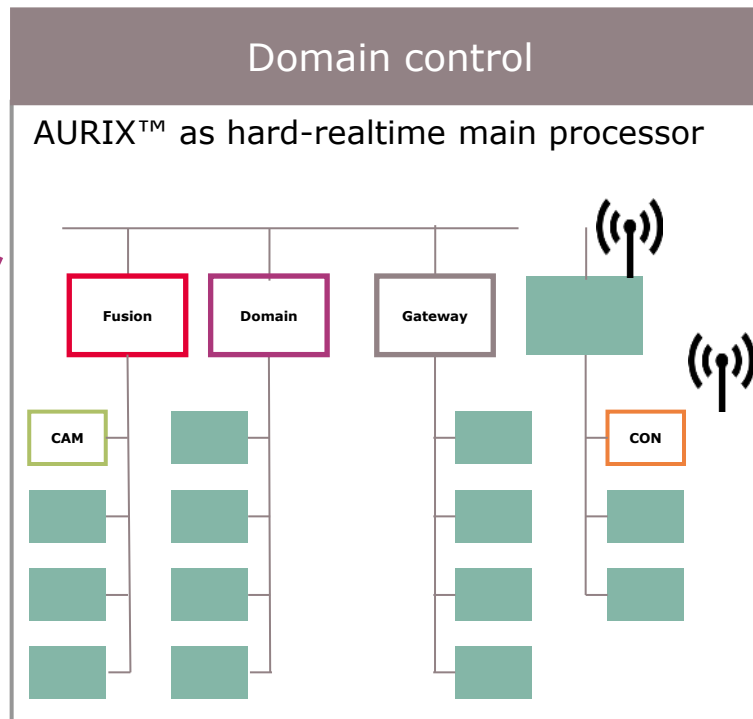 Domain control
AURIX™ as hard-realtime main processor
Fusion
Domain
Gateway
CAM
CON